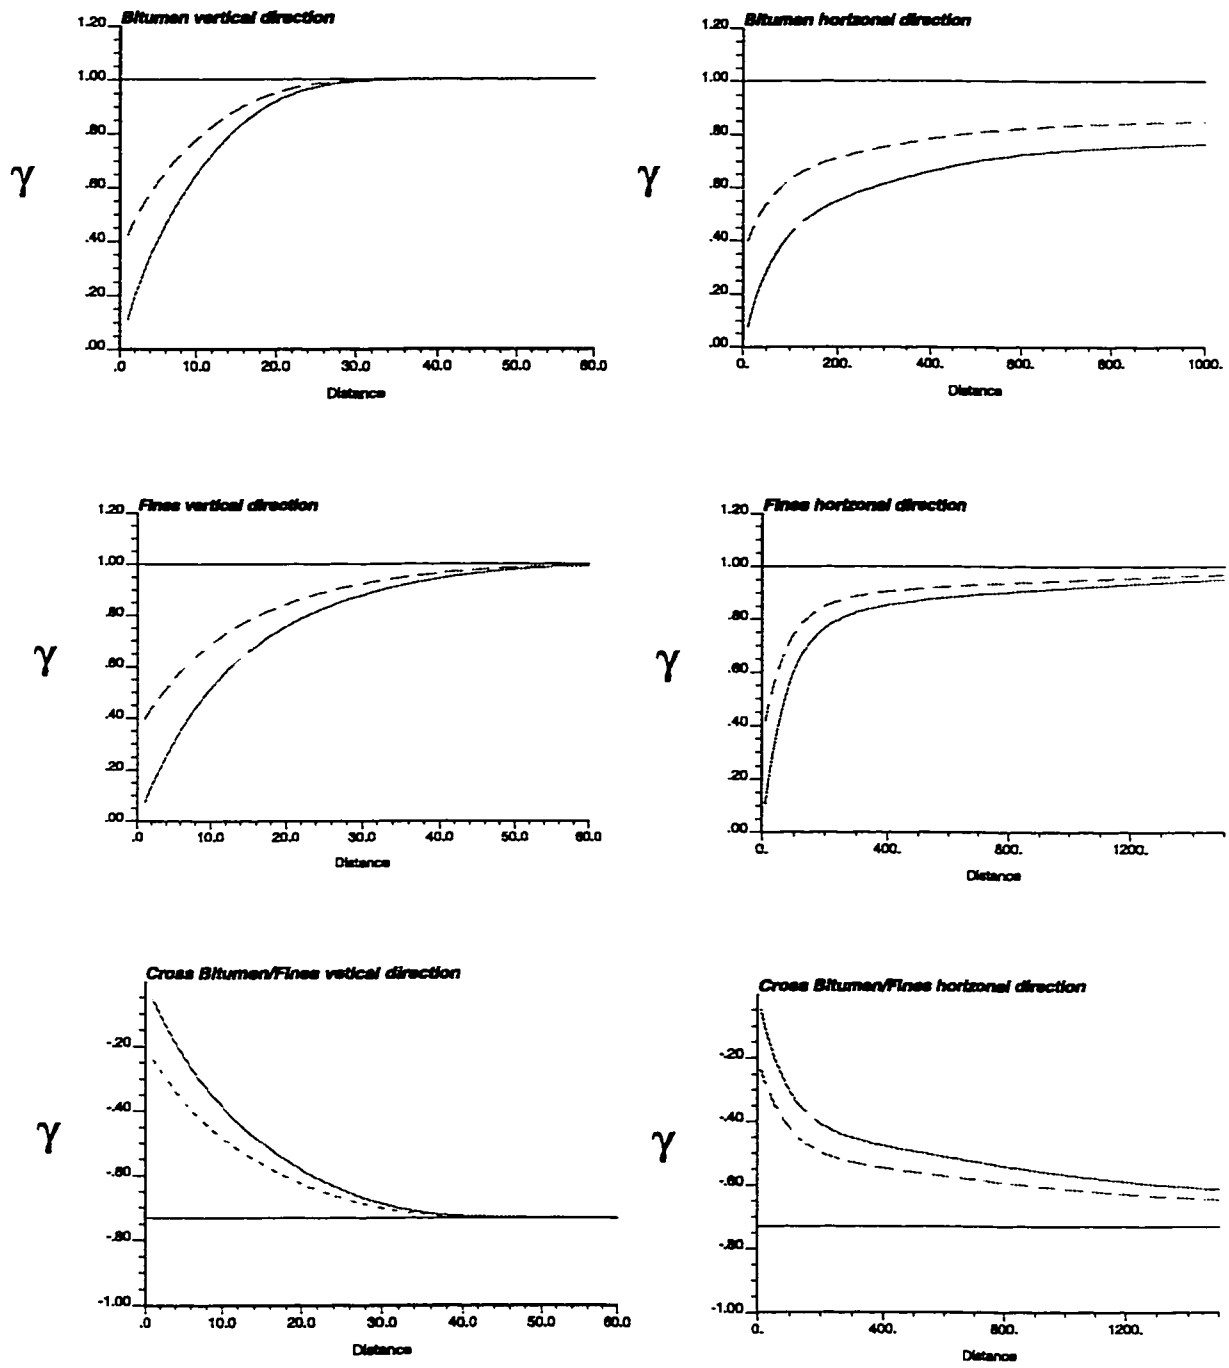 Bitumen vertical direction
1.20
1.00
.80
.60
.40
.20
.00
γ
.0 10.0 20.0 30.0 40.0 50.0 60.0
Distance
Bitumen horizonal direction
1.20
1.00
.80
.60
.40
.20
.00
γ
0. 200. 400. 600. 800. 1000.
Distance
Fines vertical direction
1.20
1.00
.80
.60
.40
.20
.00
γ
.0 10.0 20.0 30.0 40.0 50.0 60.0
Distance
Fines horizonal direction
1.20
1.00
.80
.60
.40
.20
.00
γ
0. 400. 800. 1200.
Distance
Cross Bitumen/Fines vetical direction
-.20
-.40
-.60
-.80
-1.00
γ
.0 10.0 20.0 30.0 40.0 50.0 60.0
Distance
Cross Bitumen/Fines horizonal direction
-.20
-.40
-.60
-.80
-1.00
γ
0. 400. 800. 1200.
Distance